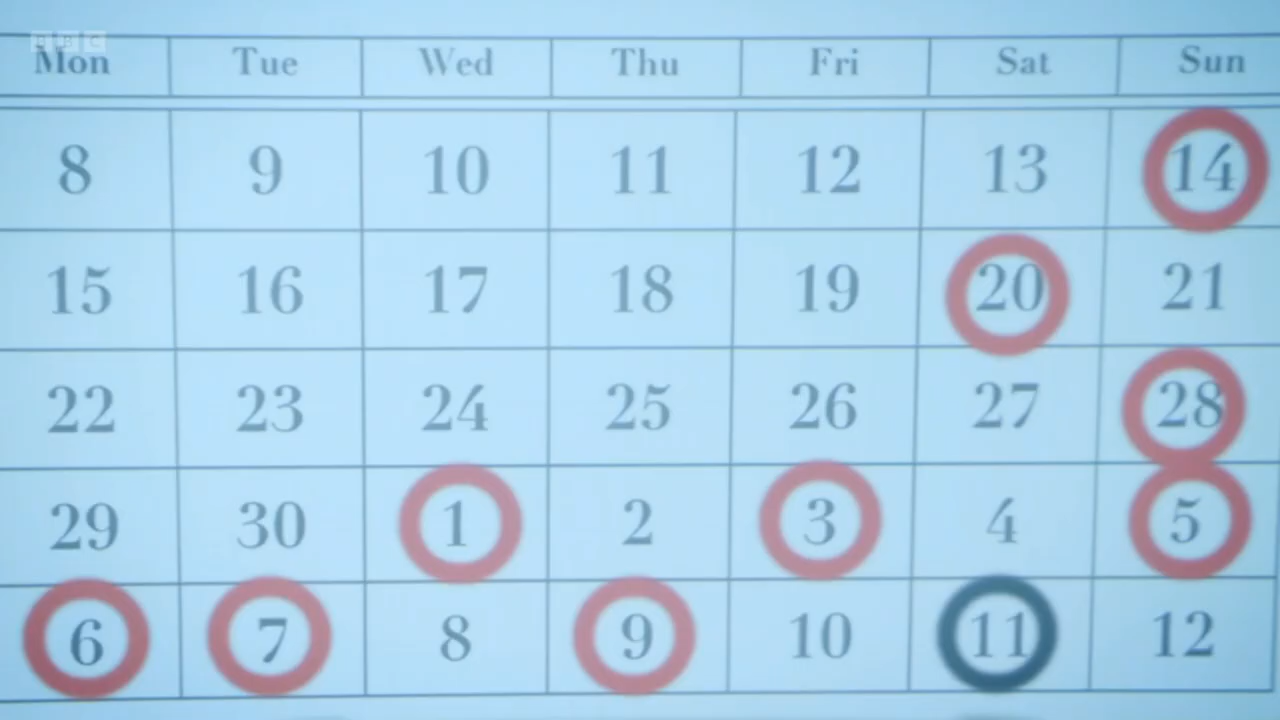 BBC
Mon Tue Wed Thu Fri Sat Sun
8 9 10 11 12 13 14
15 16 17 18 19 20 21
22 23 24 25 26 27 28
29 30 1 2 3 4 5
6 7 8 9 10 11 12